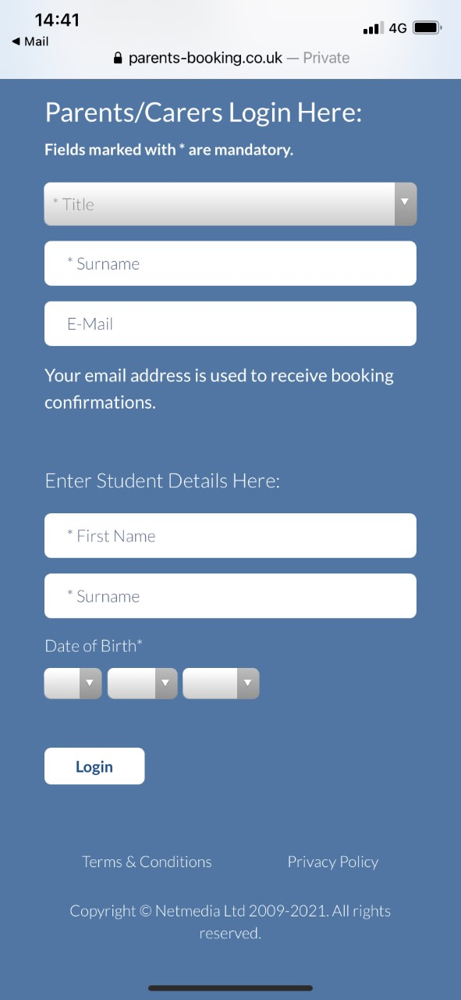 14:41
4G
◀ Mail
parents-booking.co.uk — Private
Parents/Carers Login Here:
Fields marked with * are mandatory.
* Title
* Surname
E-Mail
Your email address is used to receive booking
confirmations.
Enter Student Details Here:
* First Name
* Surname
Date of Birth*
Login
Terms & Conditions
Privacy Policy
Copyright © Netmedia Ltd 2009-2021. All rights
reserved.